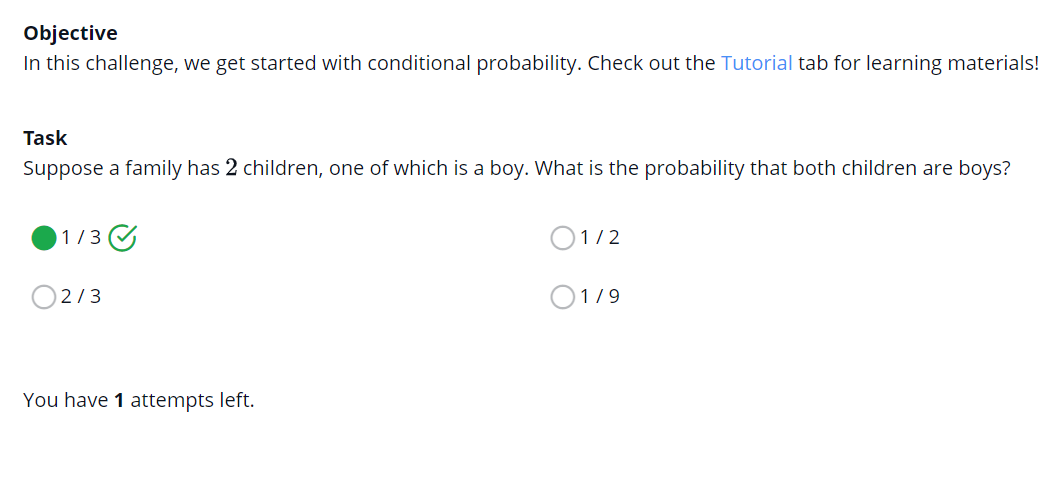 Objective
In this challenge, we get started with conditional probability. Check out the Tutorial tab for learning materials!
Task
Suppose a family has 2 children, one of which is a boy. What is the probability that both children are boys?
1 / 3
1 / 2
2 / 3
1 / 9
You have 1 attempts left.